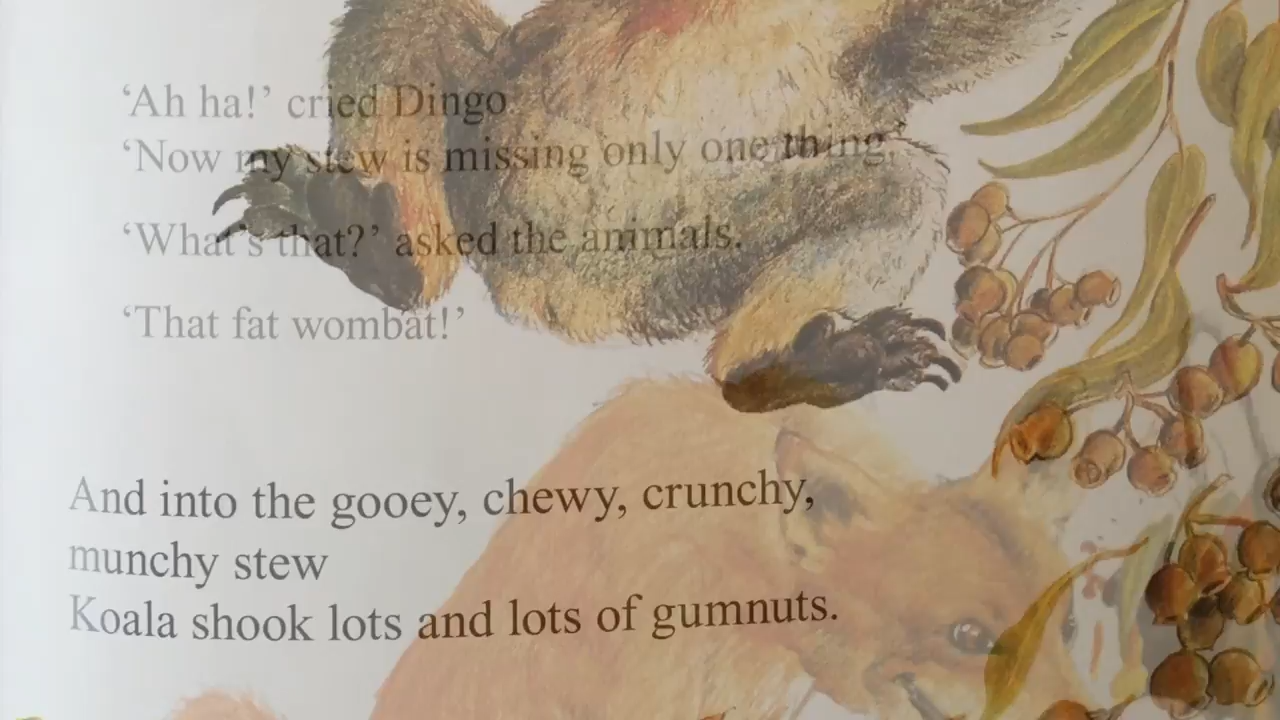 ‘Ah ha!’ cried Dingo
‘Now my stew is missing only one thing.’
‘What’s that?’ asked the animals.
‘That fat wombat!’
And into the gooey, chewy, crunchy,
munchy stew
Koala shook lots and lots of gumnuts.